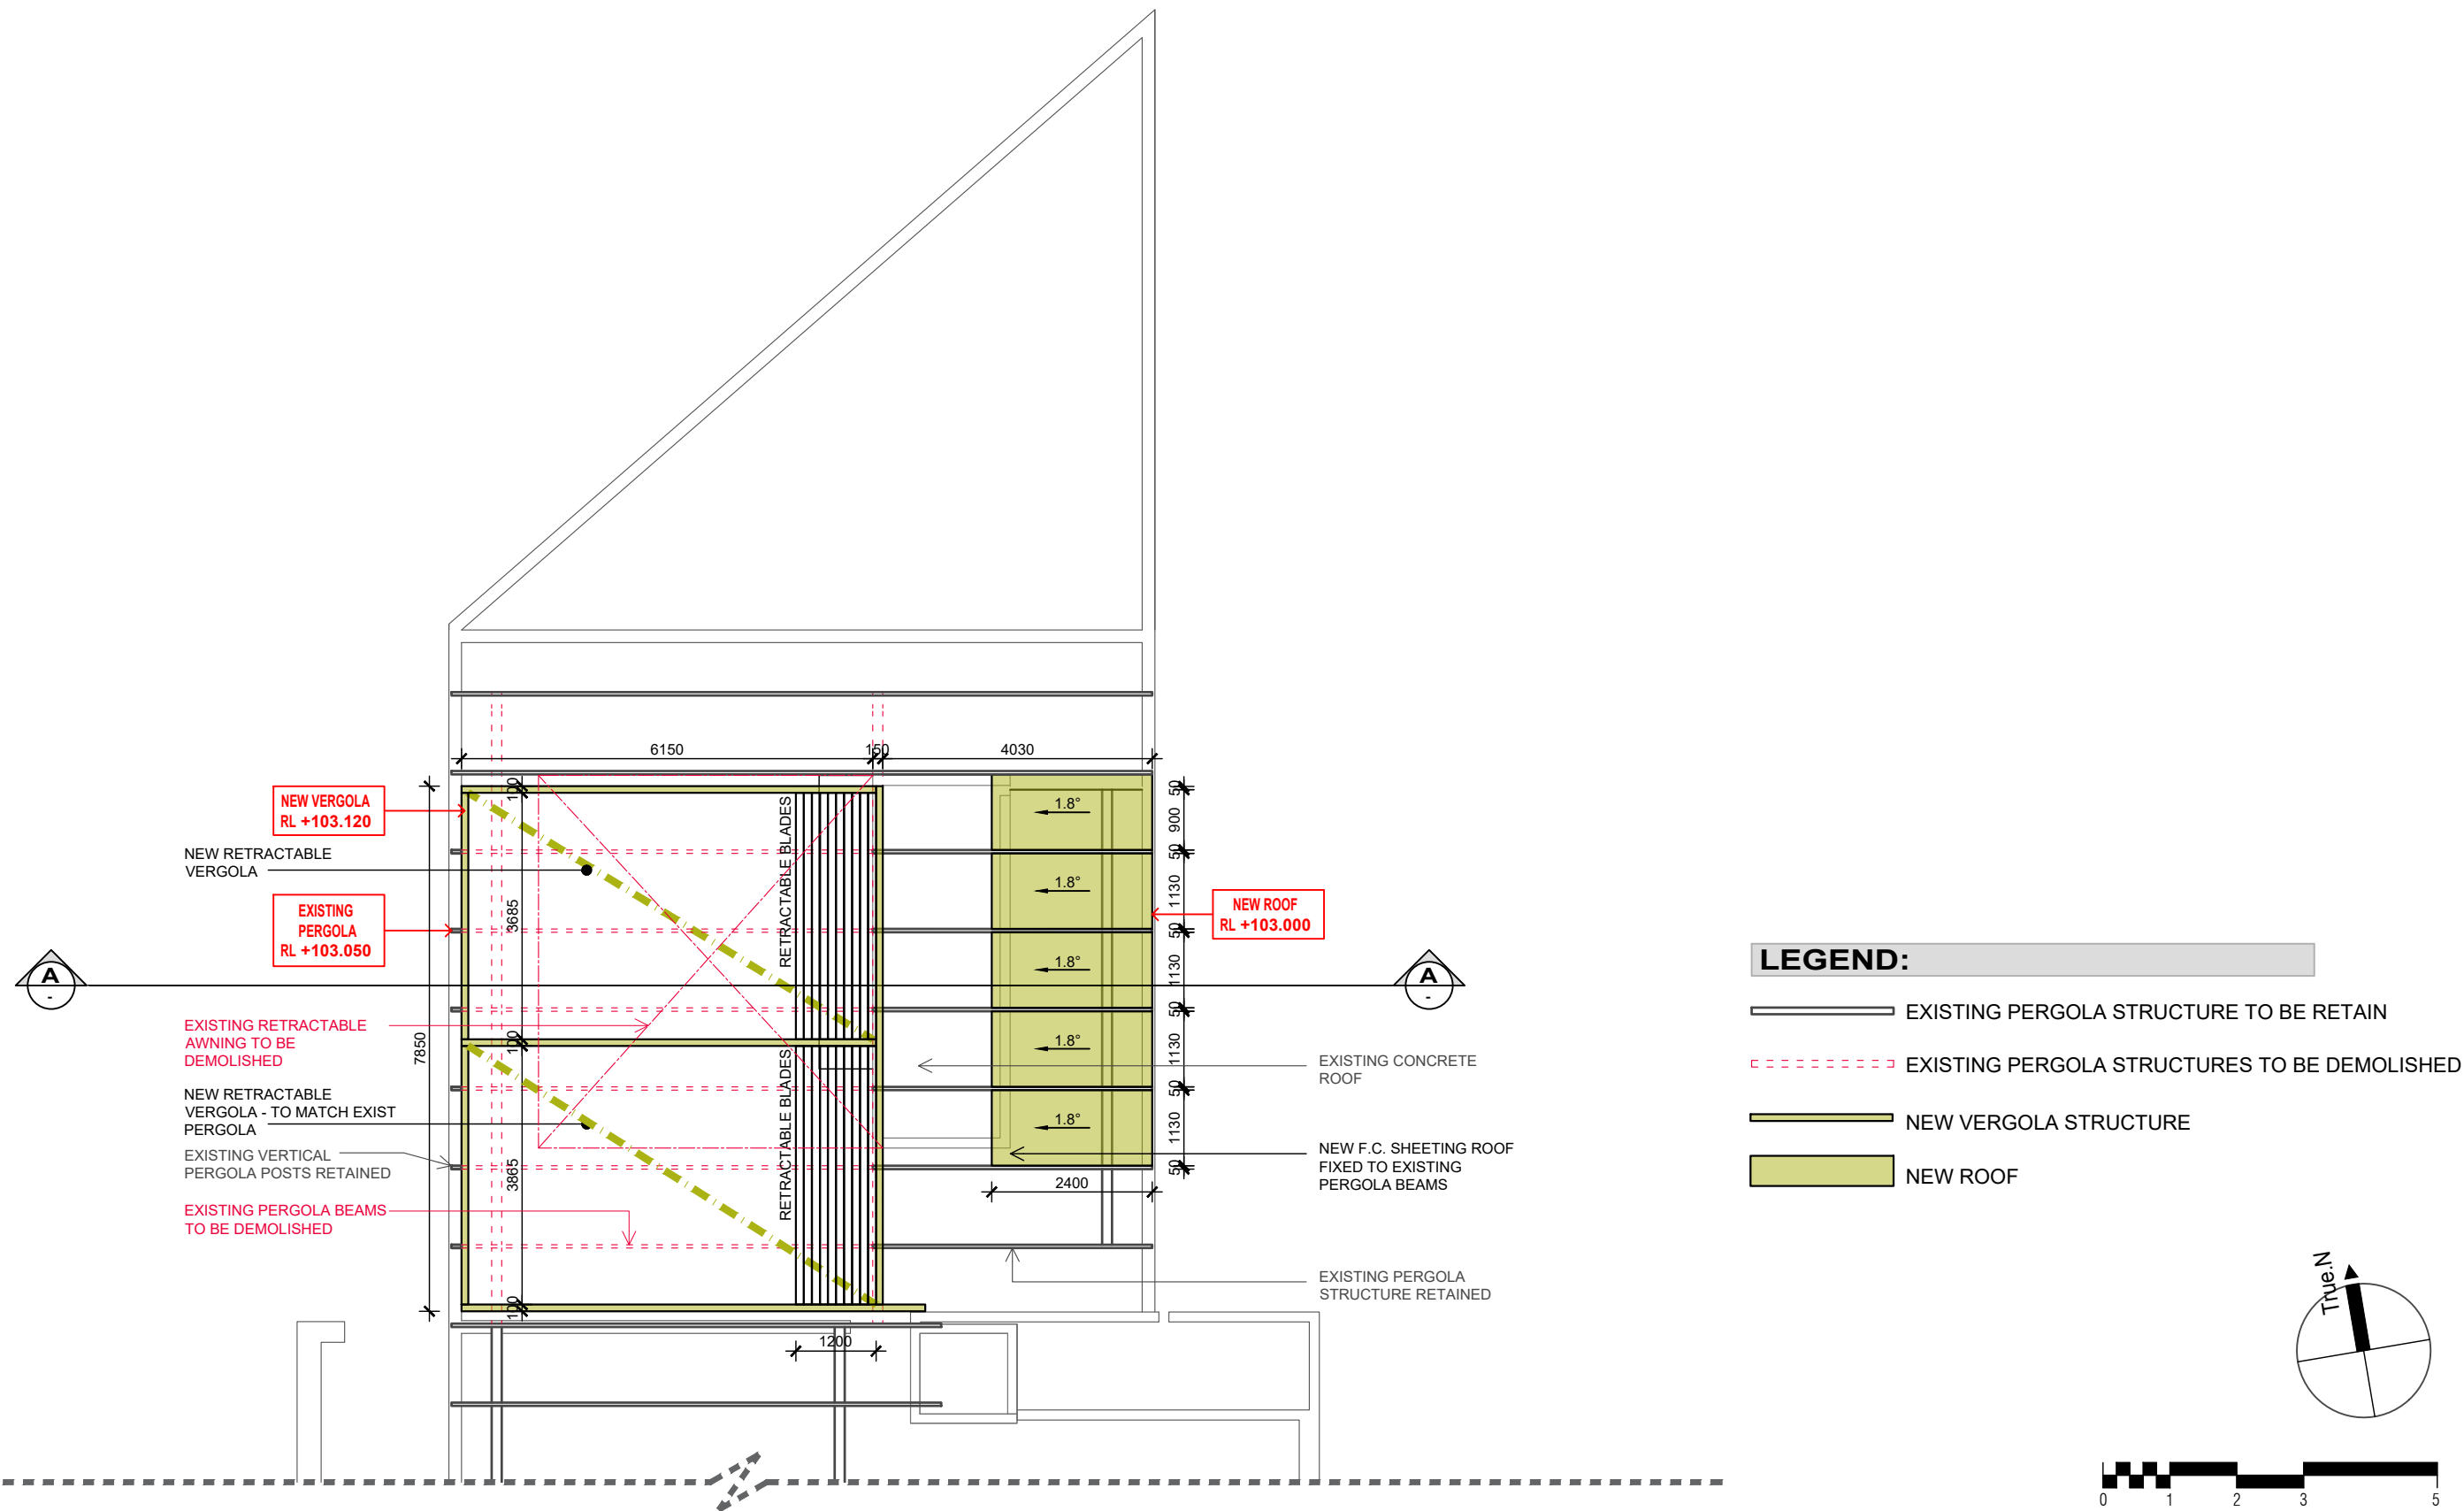 6150
150
4030
NEW VERGOLA
RL +103.120
NEW RETRACTABLE
VERGOLA
EXISTING
PERGOLA
RL +103.050
A
-
EXISTING RETRACTABLE
AWNING TO BE
DEMOLISHED
NEW RETRACTABLE
VERGOLA - TO MATCH EXIST
PERGOLA
EXISTING VERTICAL
PERGOLA POSTS RETAINED
EXISTING PERGOLA BEAMS
TO BE DEMOLISHED
7850
100
3685
100
3865
100
RETRACTABLE BLADES
RETRACTABLE BLADES
1200
1.8°
1.8°
1.8°
1.8°
1.8°
2400
50
900
50
1130
50
1130
50
1130
50
1130
50
NEW ROOF
RL +103.000
A
-
EXISTING CONCRETE
ROOF
NEW F.C. SHEETING ROOF
FIXED TO EXISTING
PERGOLA BEAMS
EXISTING PERGOLA
STRUCTURE RETAINED
LEGEND:
EXISTING PERGOLA STRUCTURE TO BE RETAIN
EXISTING PERGOLA STRUCTURES TO BE DEMOLISHED
NEW VERGOLA STRUCTURE
NEW ROOF
True.N
0 1 2 3 5